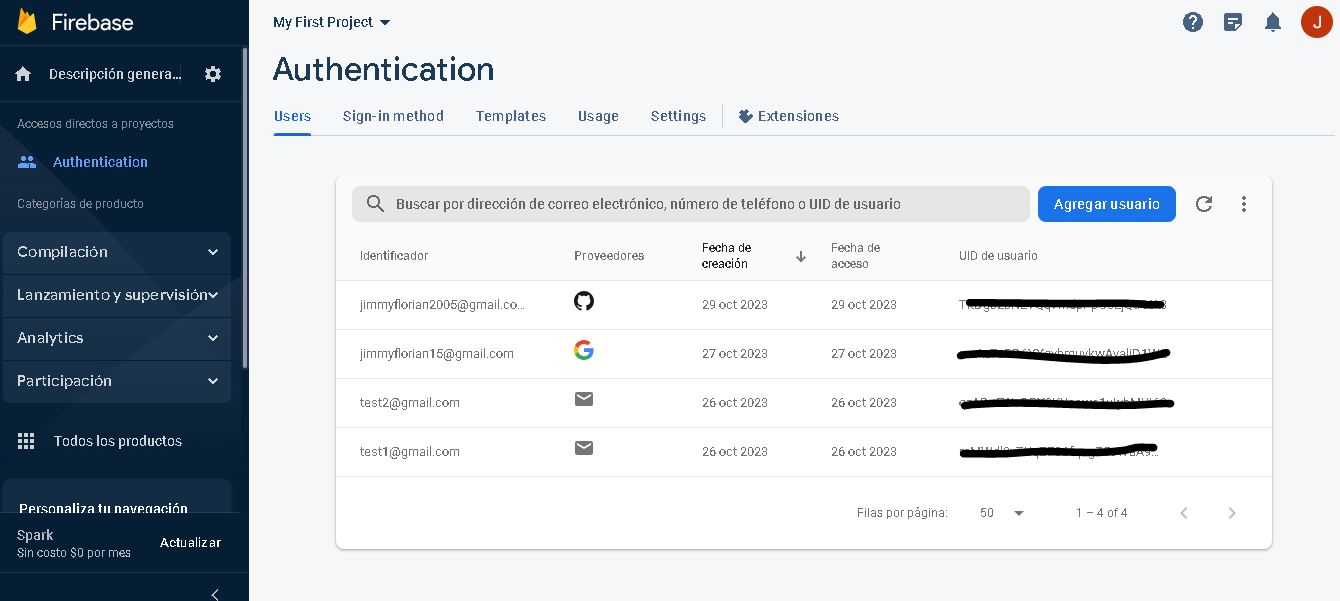 Firebase
My First Project
J
Descripción genera...
Authentication
Users Sign-in method Templates Usage Settings Extensiones
Accesos directos a proyectos
Authentication
Categorías de producto
Compilación
Lanzamiento y supervisión
Analytics
Participación
Todos los productos
Personaliza tu navegación
Spark
Sin costo $0 por mes
Actualizar
Buscar por dirección de correo electrónico, número de teléfono o UID de usuario
Agregar usuario
Identificador Proveedores Fecha de creación Fecha de acceso UID de usuario
jimmyflorian2005@gmail.co... 29 oct 2023 29 oct 2023
jimmyflorian15@gmail.com 27 oct 2023 27 oct 2023
test2@gmail.com 26 oct 2023 26 oct 2023
test1@gmail.com 26 oct 2023 26 oct 2023
Filas por página: 50 1 – 4 of 4